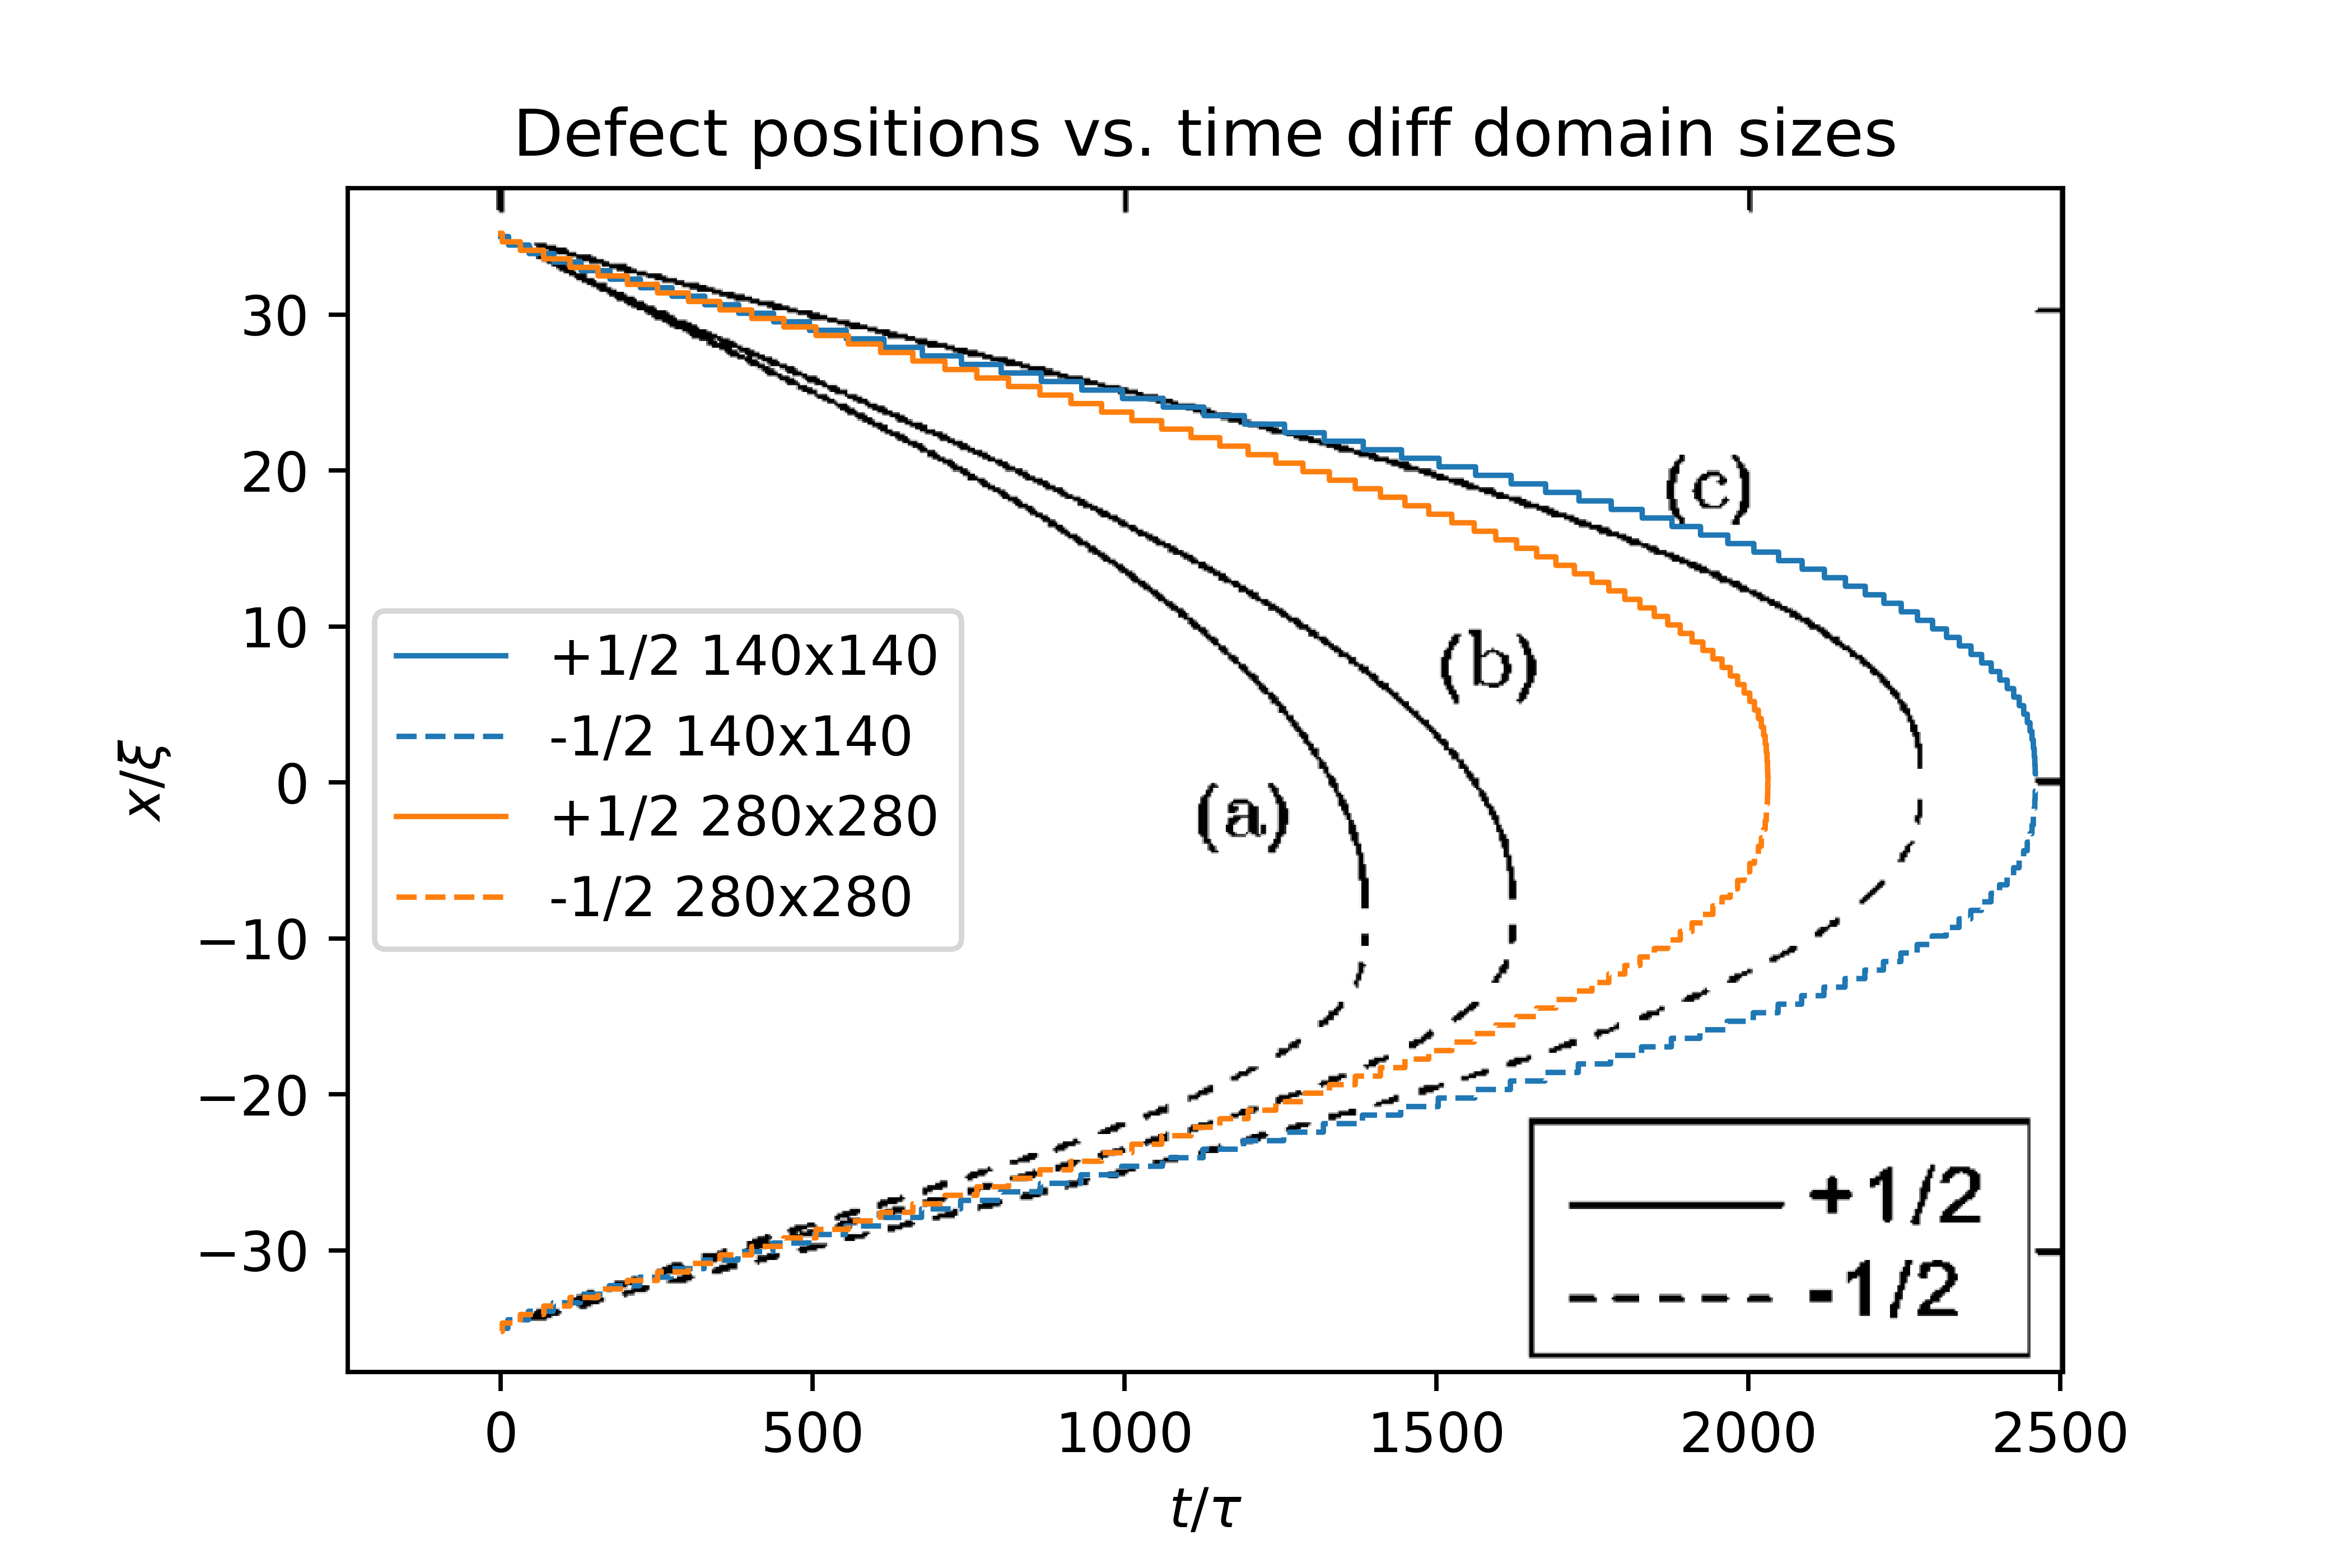 Defect positions vs. time diff domain sizes
x/ξ
30
20
10
0
−10
−20
−30
(c)
(b)
(a)
+1/2 140x140
-1/2 140x140
+1/2 280x280
-1/2 280x280
+1/2
-1/2
0
500
1000
1500
2000
2500
t/τ